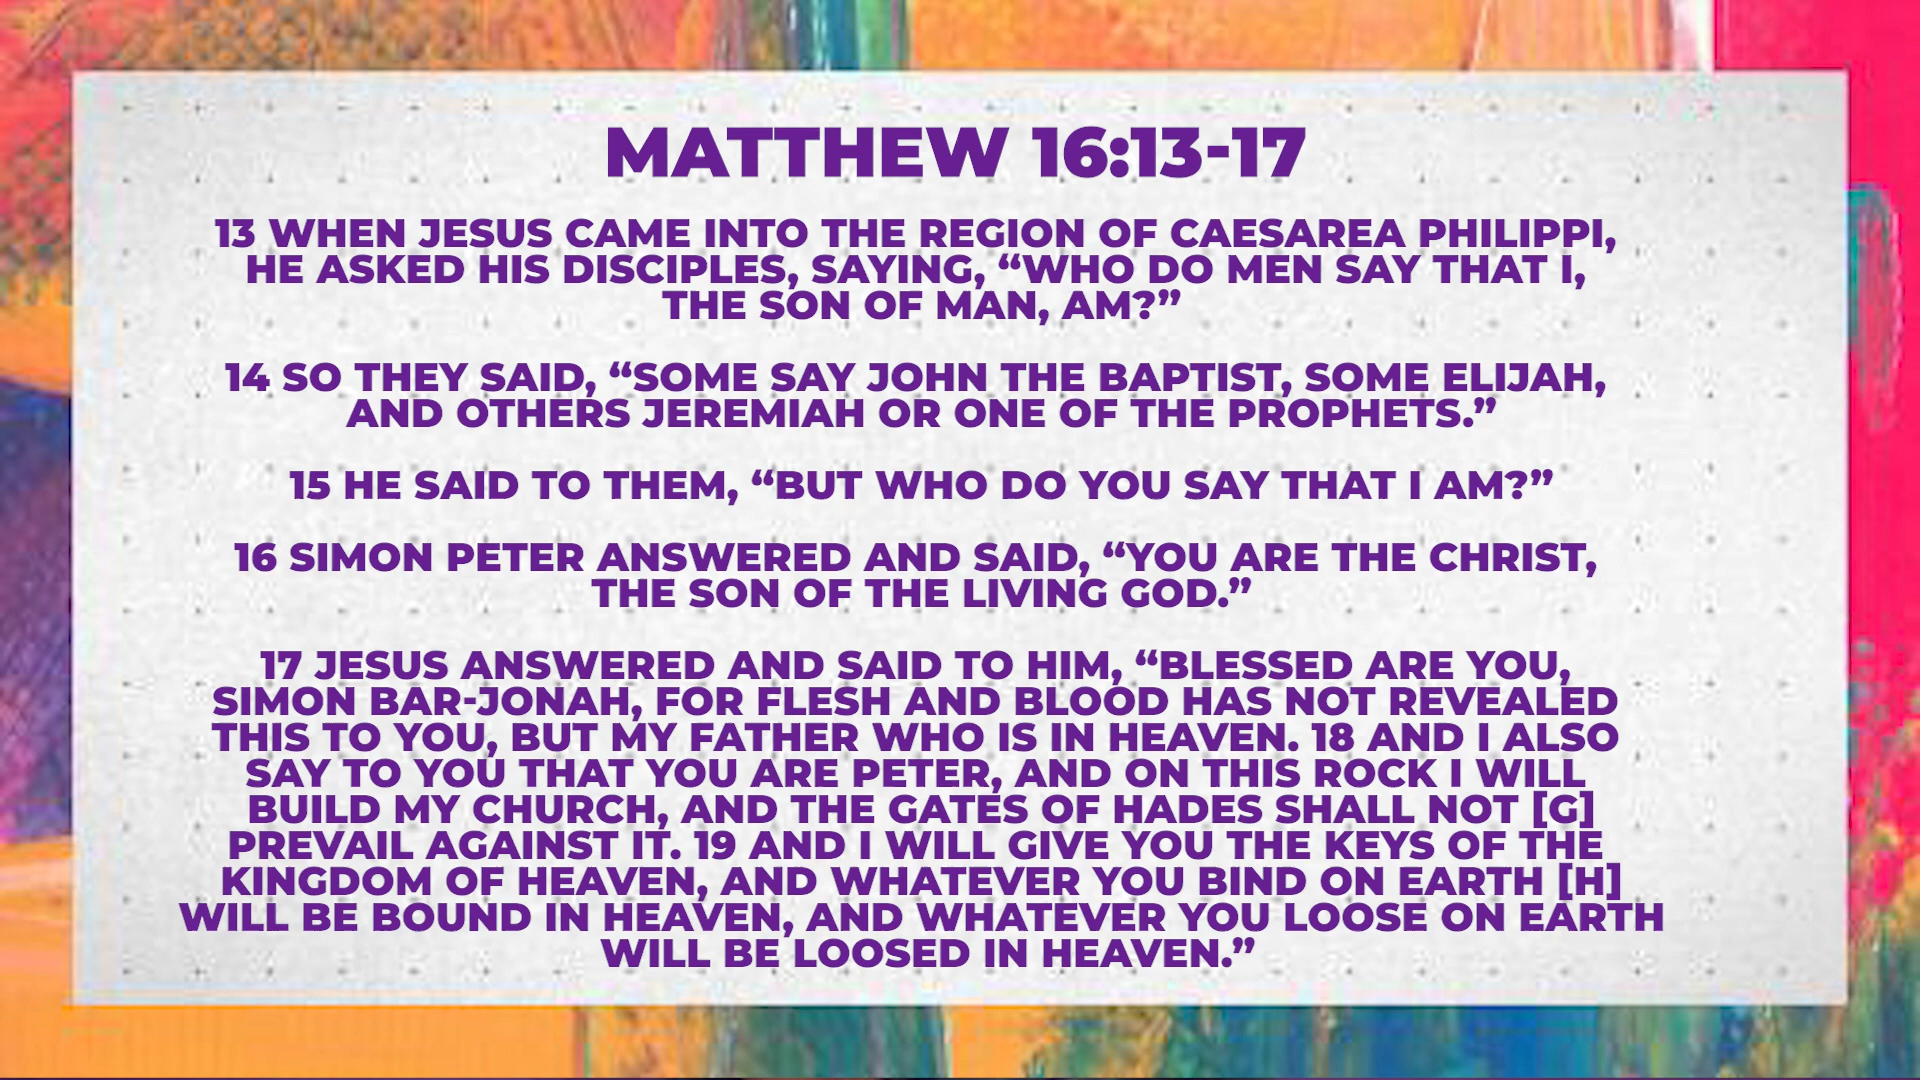 MATTHEW 16:13-17
13 WHEN JESUS CAME INTO THE REGION OF CAESAREA PHILIPPI,
HE ASKED HIS DISCIPLES, SAYING, “WHO DO MEN SAY THAT I,
THE SON OF MAN, AM?”
14 SO THEY SAID, “SOME SAY JOHN THE BAPTIST, SOME ELIJAH,
AND OTHERS JEREMIAH OR ONE OF THE PROPHETS.”
15 HE SAID TO THEM, “BUT WHO DO YOU SAY THAT I AM?”
16 SIMON PETER ANSWERED AND SAID, “YOU ARE THE CHRIST,
THE SON OF THE LIVING GOD.”
17 JESUS ANSWERED AND SAID TO HIM, “BLESSED ARE YOU,
SIMON BAR-JONAH, FOR FLESH AND BLOOD HAS NOT REVEALED
THIS TO YOU, BUT MY FATHER WHO IS IN HEAVEN. 18 AND I ALSO
SAY TO YOU THAT YOU ARE PETER, AND ON THIS ROCK I WILL
BUILD MY CHURCH, AND THE GATES OF HADES SHALL NOT [G]
PREVAIL AGAINST IT. 19 AND I WILL GIVE YOU THE KEYS OF THE
KINGDOM OF HEAVEN, AND WHATEVER YOU BIND ON EARTH [H]
WILL BE BOUND IN HEAVEN, AND WHATEVER YOU LOOSE ON EARTH
WILL BE LOOSED IN HEAVEN.”